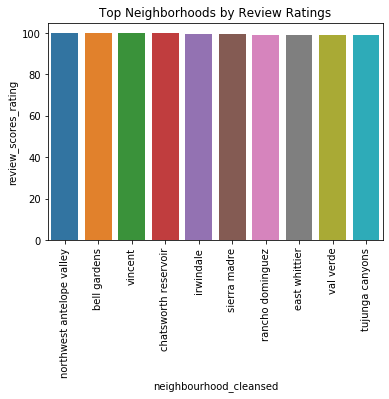 Top Neighborhoods by Review Ratings
review_scores_rating
100
80
60
40
20
0
northwest antelope valley
bell gardens
vincent
chatsworth reservoir
irwindale
sierra madre
rancho dominguez
east whittier
val verde
tujunga canyons
neighbourhood_cleansed